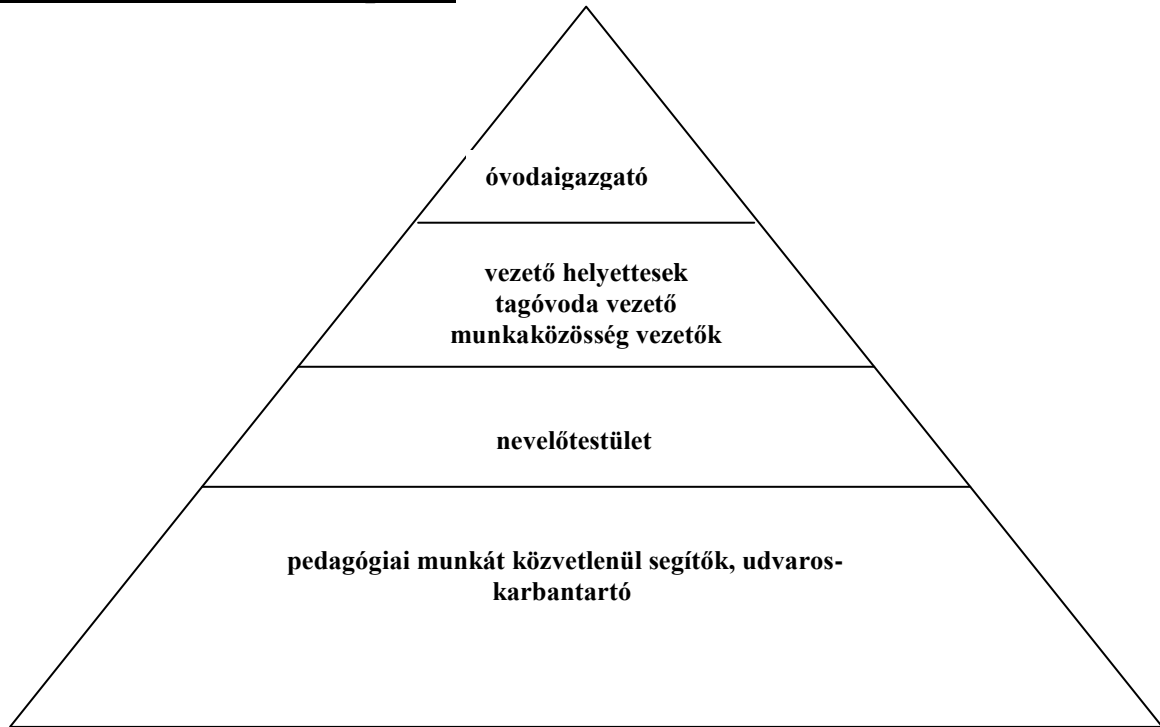 óvodaigazgató
vezető helyettesek
tagóvoda vezető
munkaközösség vezetők
nevelőtestület
pedagógiai munkát közvetlenül segítők, udvaros-
karbantartó